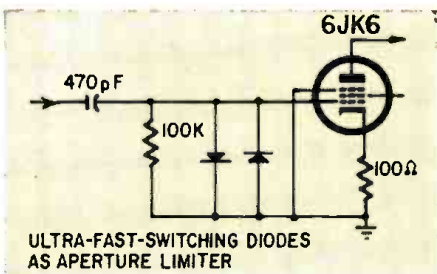 6JK6
470pF
100K
100Ω
ULTRA-FAST-SWITCHING DIODES
AS APERTURE LIMITER